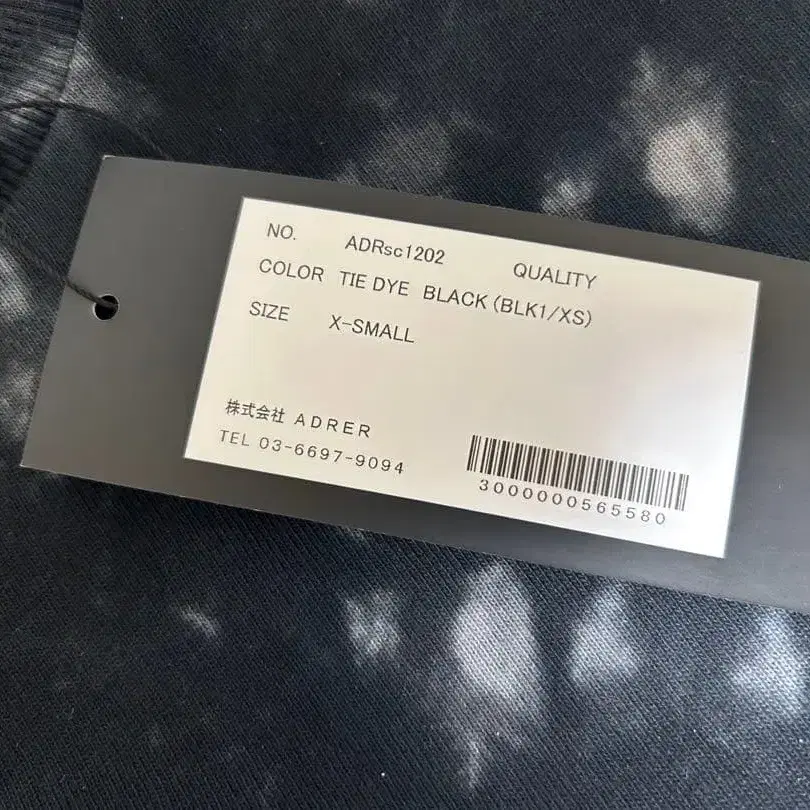 NO. ADRsc1202 QUALITY
COLOR TIE DYE BLACK (BLK1/XS)
SIZE X-SMALL
株式会社 ADRER
TEL 03-6697-9094
3000000565580